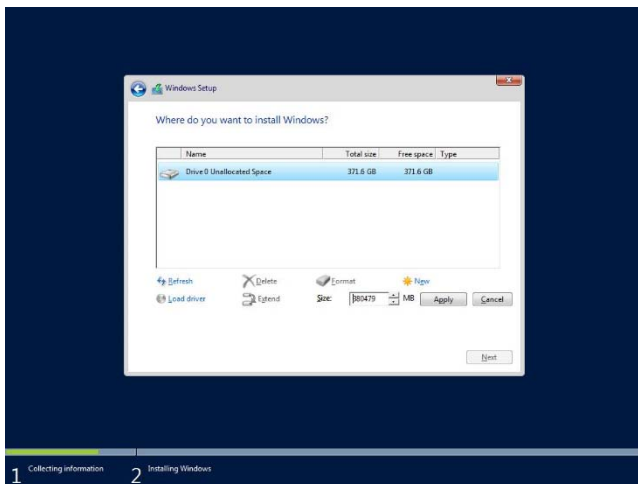 Windows Setup
Where do you want to install Windows?
Name Total size Free space Type
Drive 0 Unallocated Space 371.6 GB 371.6 GB
Refresh Delete Format New
Load driver Extend Size: 380479 MB Apply Cancel
Next
1 Collecting information 2 Installing Windows